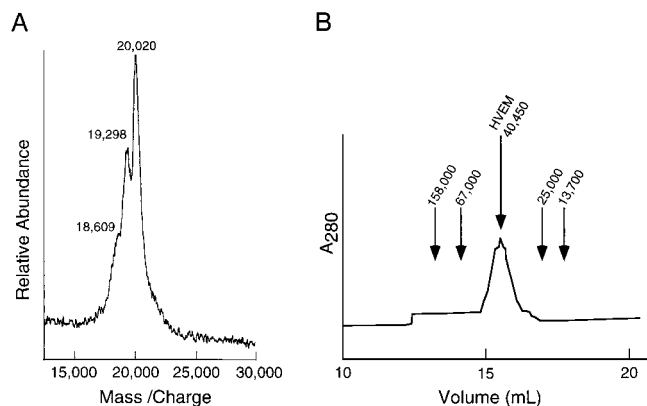 A
20,020
19,298
18,609
Relative Abundance
15,000 20,000 25,000 30,000
Mass /Charge
B
HVEM
40,450
158,000
67,000
25,000
13,700
A280
10 15 20
Volume (mL)